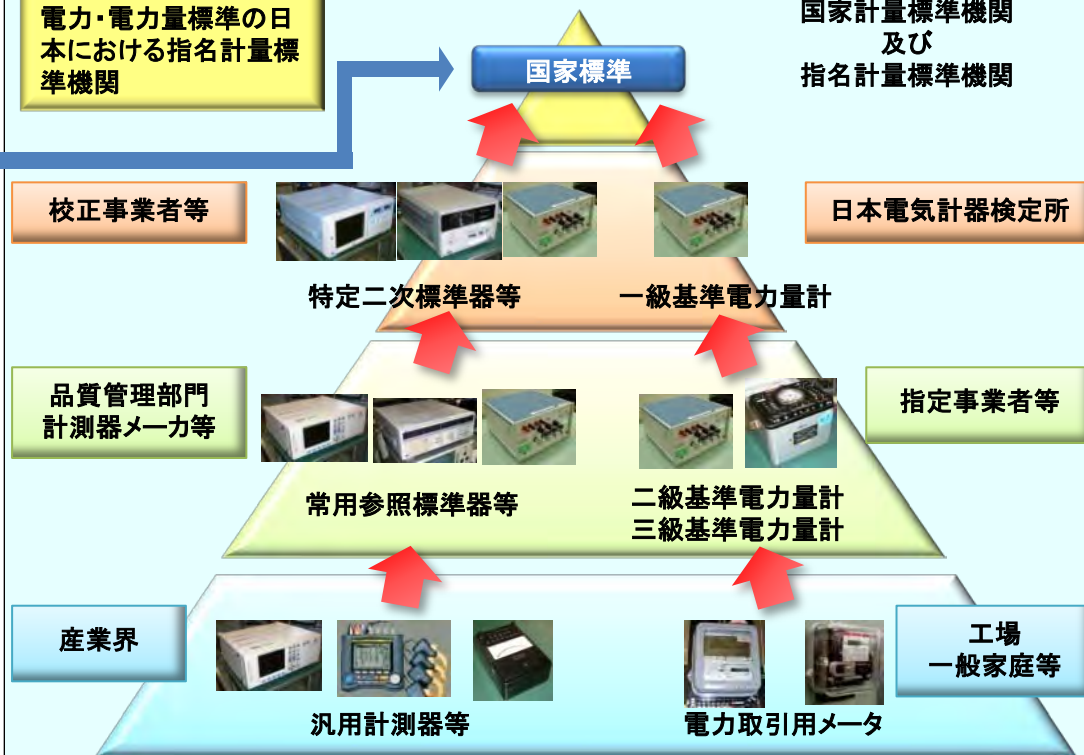 電力・電力量標準の日
本における指名計量標
準機関
国家計量標準機関
及び
指名計量標準機関
国家標準
校正事業者等
日本電気計器検定所
特定二次標準器等
一級基準電力量計
品質管理部門
計測器メーカ等
指定事業者等
常用参照標準器等
二級基準電力量計
三級基準電力量計
産業界
工場
一般家庭等
汎用計測器等
電力取引用メータ